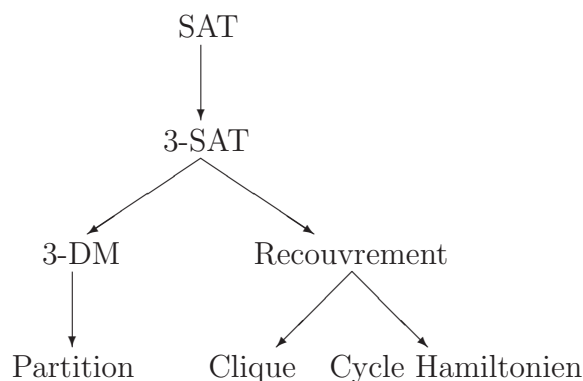 SAT
3-SAT
3-DM Recouvrement
Partition Clique Cycle Hamiltonien